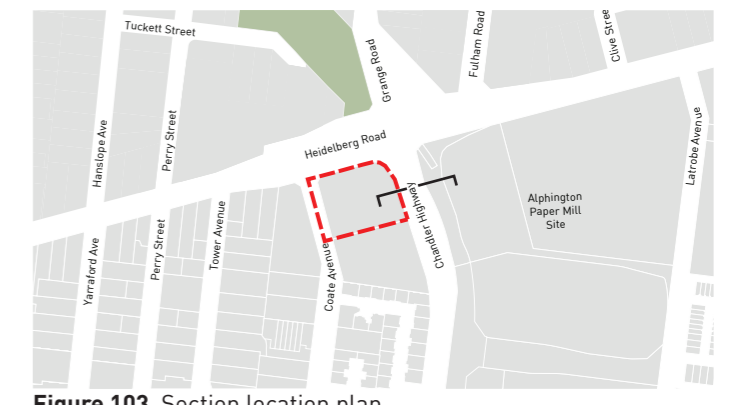 Tuckett Street
Grange Road
Fulham Road
Clive Stree
Hanslope Ave
Perry Street
Heidelberg Road
Latrobe Avenue
Alphington
Paper Mill
Site
Chandler Highway
Yarraford Ave
Perry Street
Tower Avenue
Coate Avenue
Figure 103 Section location plan